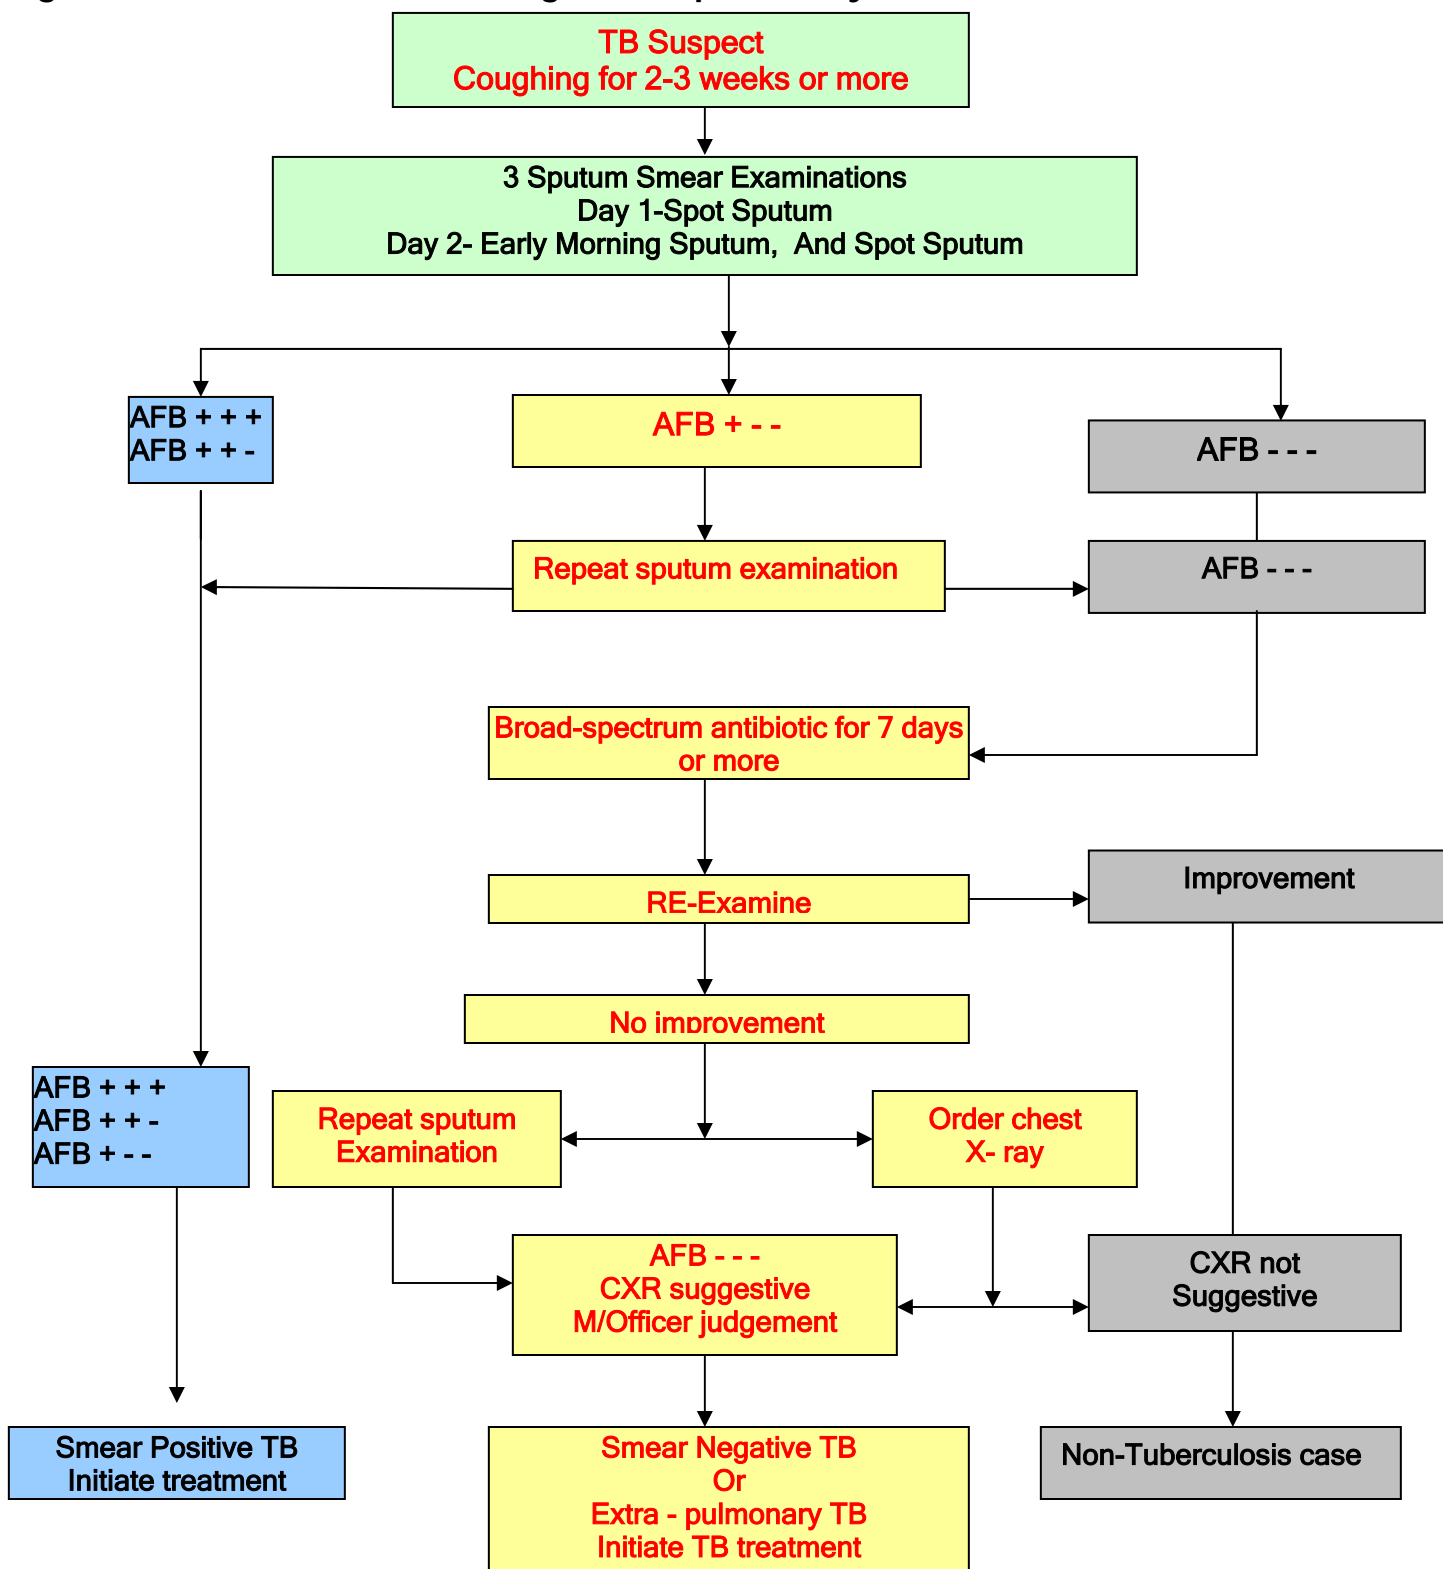 TB Suspect
Coughing for 2-3 weeks or more
3 Sputum Smear Examinations
Day 1-Spot Sputum
Day 2- Early Morning Sputum, And Spot Sputum
AFB + + +
AFB + + -
AFB + - -
AFB - - -
Repeat sputum examination
AFB - - -
Broad-spectrum antibiotic for 7 days
or more
RE-Examine
Improvement
No improvement
AFB + + +
AFB + + -
AFB + - -
Repeat sputum
Examination
Order chest
X- ray
AFB - - -
CXR suggestive
M/Officer judgement
CXR not
Suggestive
Smear Positive TB
Initiate treatment
Smear Negative TB
Or
Extra - pulmonary TB
Initiate TB treatment
Non-Tuberculosis case